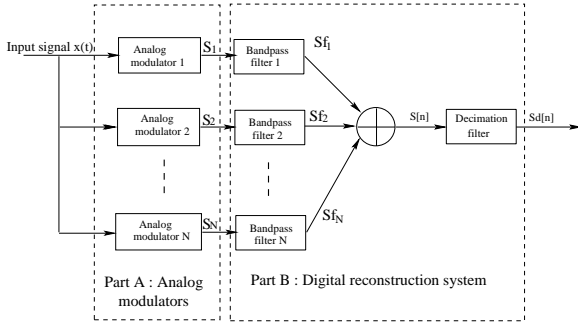 Input signal x(t)
Analog
modulator 1
S1
Bandpass
filter 1
Sf1
Analog
modulator 2
S2
Bandpass
filter 2
Sf2
S[n]
Decimation
filter
Sd[n]
Analog
modulator N
SN
Bandpass
filter N
SfN
Part A : Analog
modulators
Part B : Digital reconstruction system